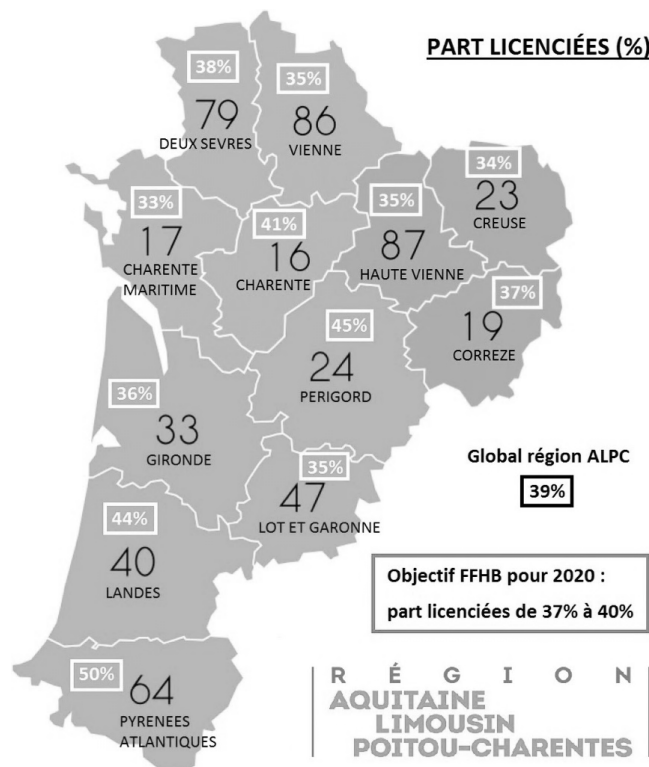 PART LICENCIÉES (%)
38%
79
DEUX SEVRES
35%
86
VIENNE
34%
23
CREUSE
33%
17
CHARENTE
MARITIME
41%
16
CHARENTE
35%
87
HAUTE VIENNE
37%
19
CORREZE
45%
24
PERIGORD
36%
33
GIRONDE
35%
47
LOT ET GARONNE
44%
40
LANDES
50%
64
PYRENEES
ATLANTIQUES
Global région ALPC
39%
Objectif FFHB pour 2020 :
part licenciées de 37% à 40%
RÉGION
AQUITAINE
LIMOUSIN
POITOU-CHARENTES